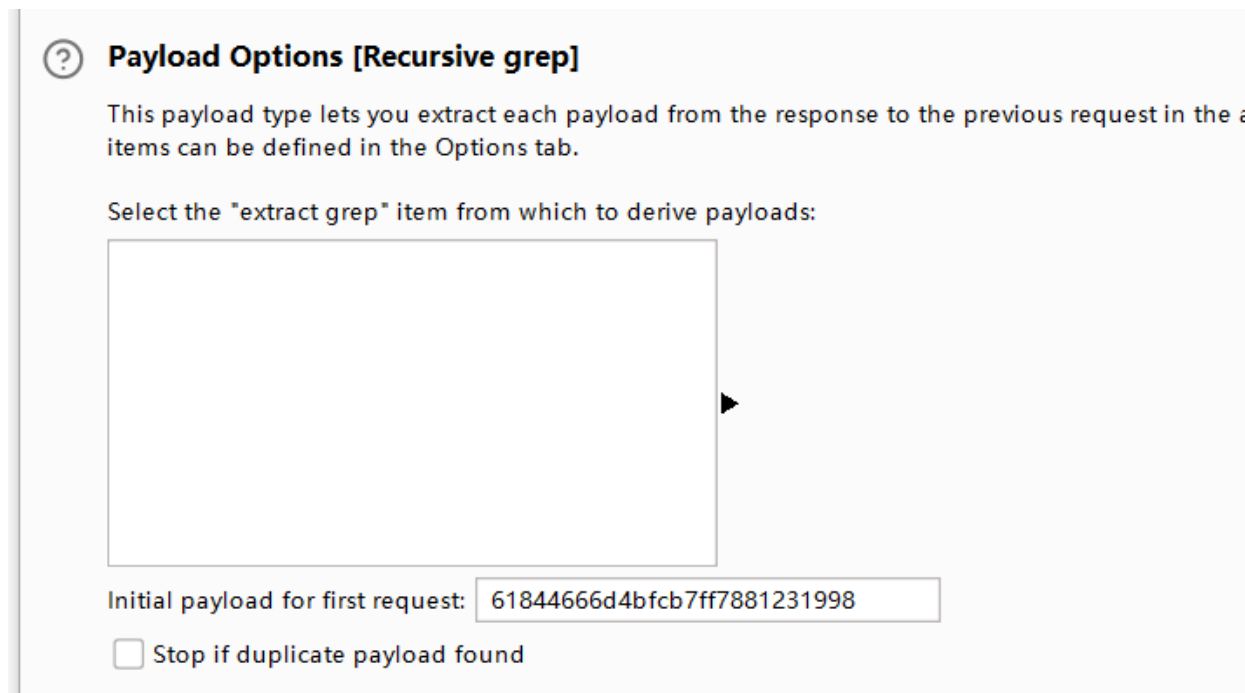 Payload Options [Recursive grep]
This payload type lets you extract each payload from the response to the previous request in the
items can be defined in the Options tab.
Select the "extract grep" item from which to derive payloads:
Initial payload for first request: 61844666d4bfcb7ff7881231998
Stop if duplicate payload found